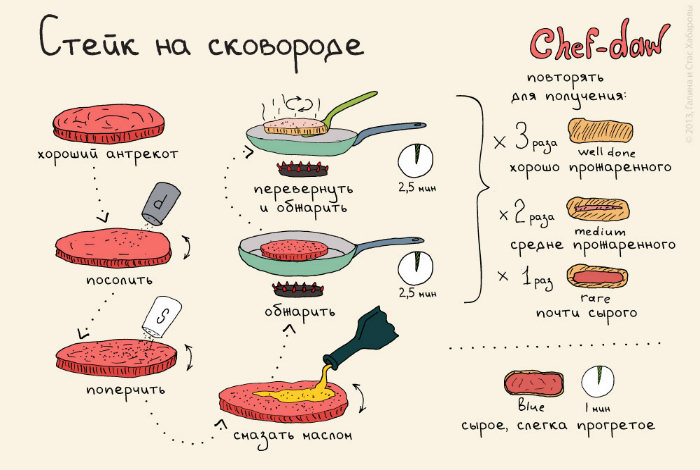 Стейк на сковороде
Chef-daw
© 2013, Галина и Стас Хабаровы
повторять
для получения:
хороший антрекот
P
посолить
S
поперчить
смазать маслом
обжарить
2,5 мин
перевернуть
и обжарить
2,5 мин
× 3 раза
well done
хорошо прожаренного
× 2 раза
medium
средне прожаренного
× 1 раз
rare
почти сырого
Blue
1 мин
сырое, слегка прогретое